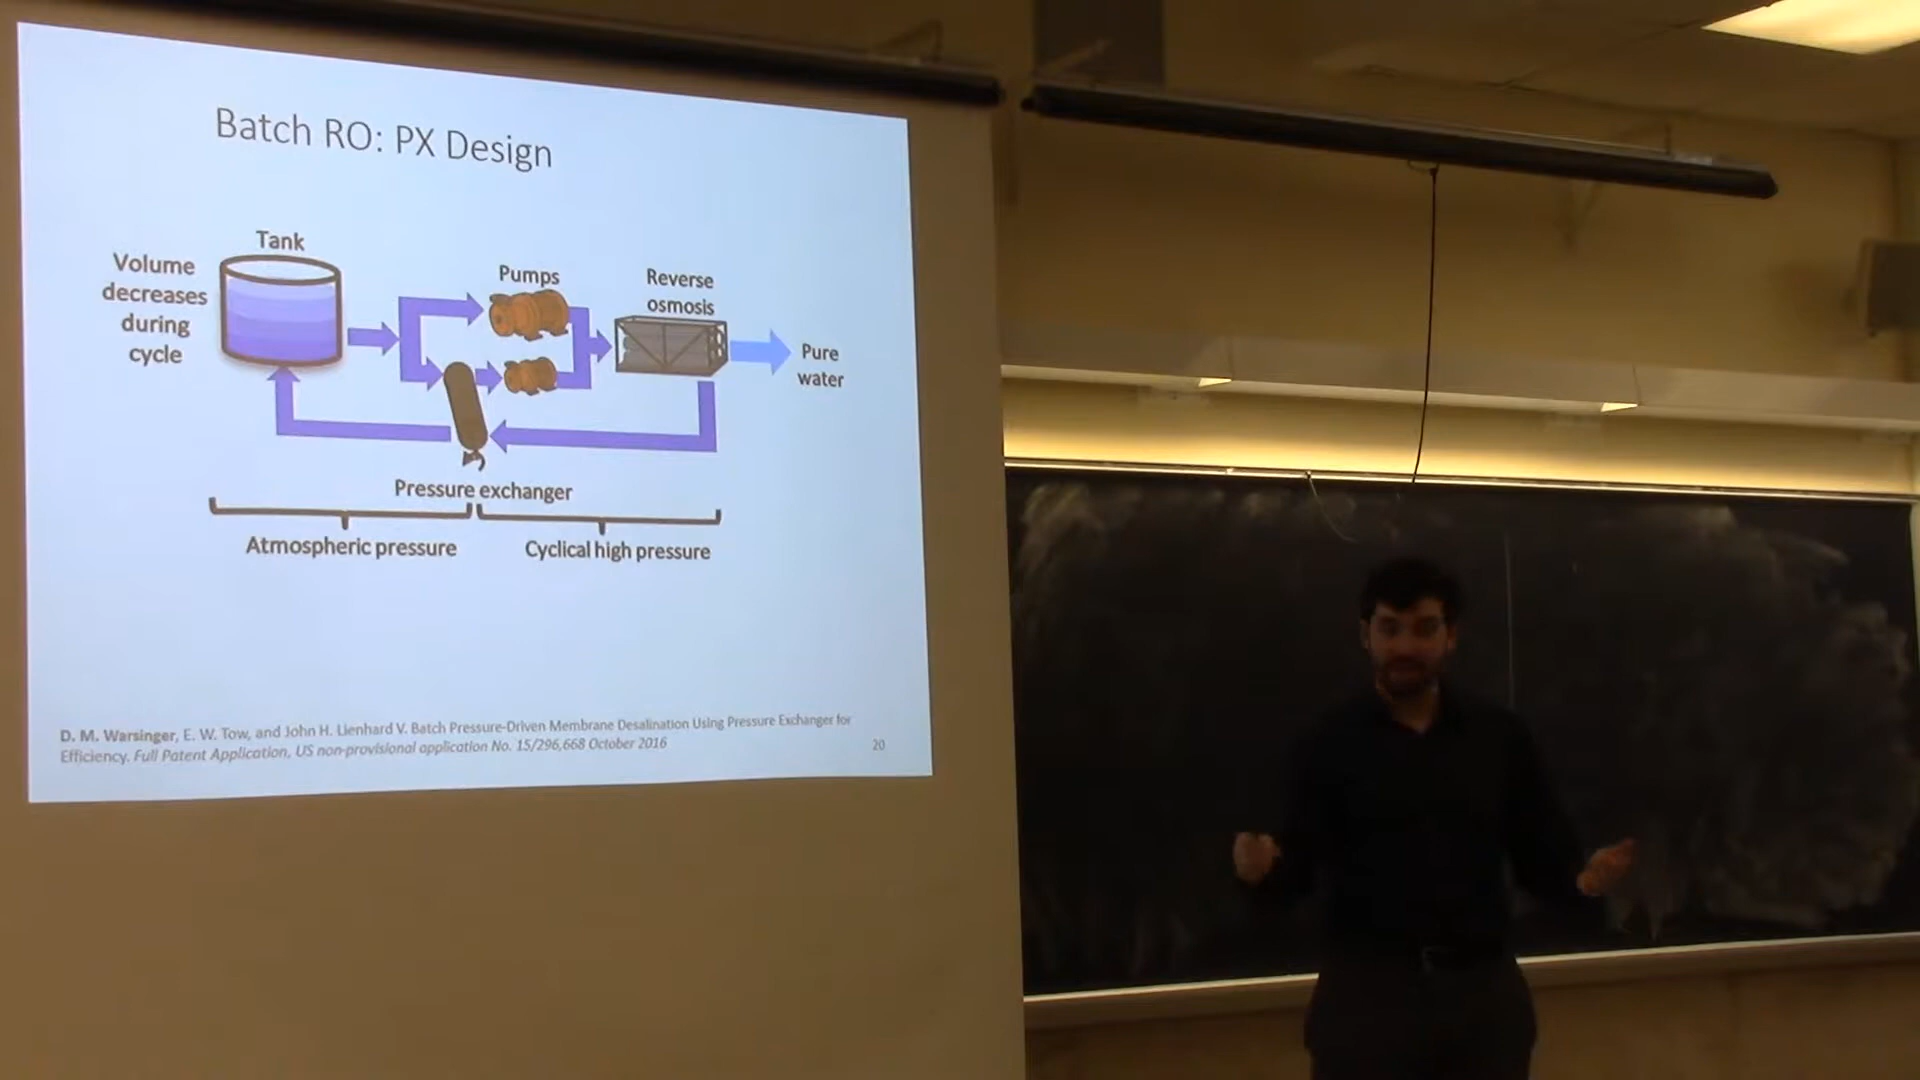 Batch RO: PX Design
Tank
Volume
decreases
during
cycle
Pumps
Reverse
osmosis
Pure
water
Pressure exchanger
Atmospheric pressure
Cyclical high pressure
D. M. Warsinger, E. W. Tow, and John H. Lienhard V. Batch Pressure-Driven Membrane Desalination Using Pressure Exchanger for
Efficiency. Full Patent Application, US non-provisional application No. 15/296,668 October 2016
20